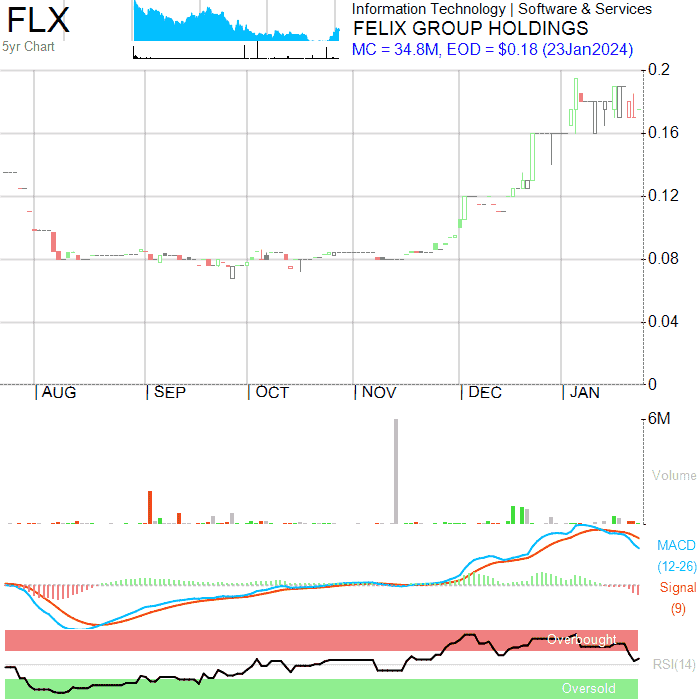 FLX
5yr Chart
Information Technology | Software & Services
FELIX GROUP HOLDINGS
MC = 34.8M, EOD = $0.18 (23Jan2024)
0.2
0.16
0.12
0.08
0.04
0
| AUG | SEP | OCT | NOV | DEC | JAN
6M
Volume
MACD
(12-26)
Signal
(9)
Overbought
RSI(14)
Oversold